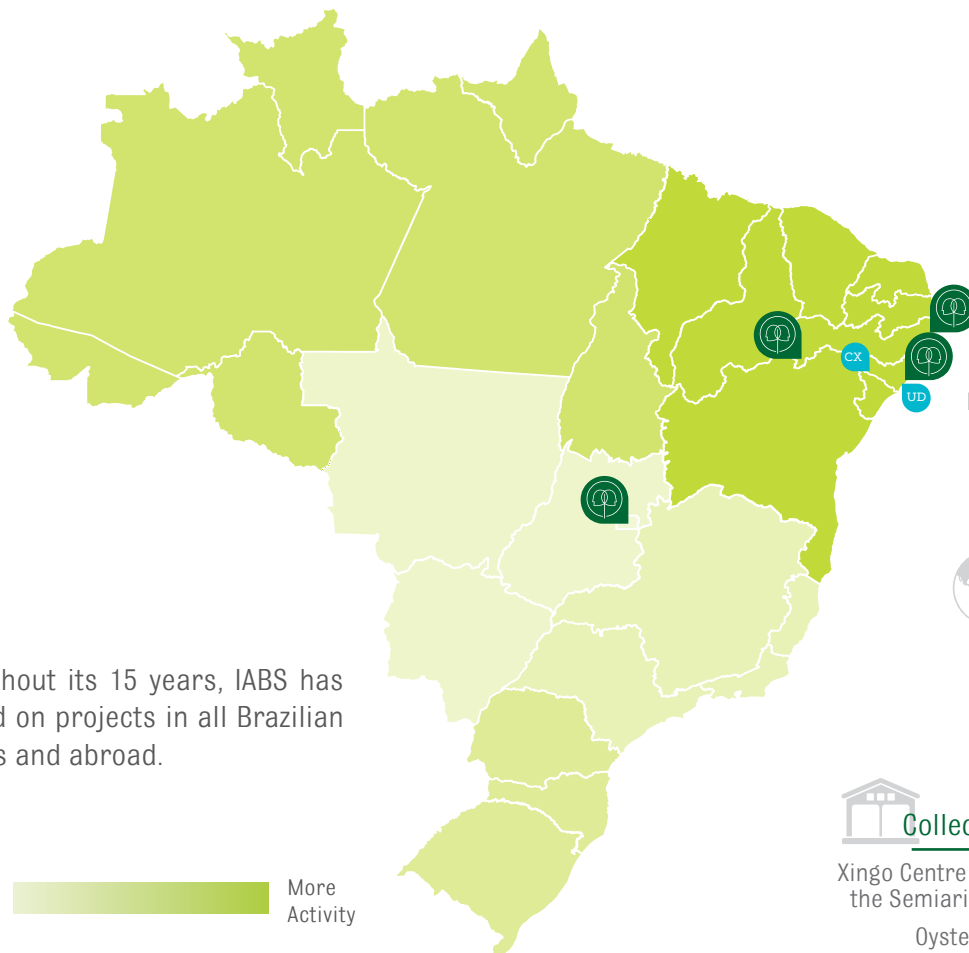 CX
UD
hout its 15 years, IABS has
d on projects in all Brazilian
s and abroad.
More
Activity
Collec
Xingo Centre
the Semiari
Oyste